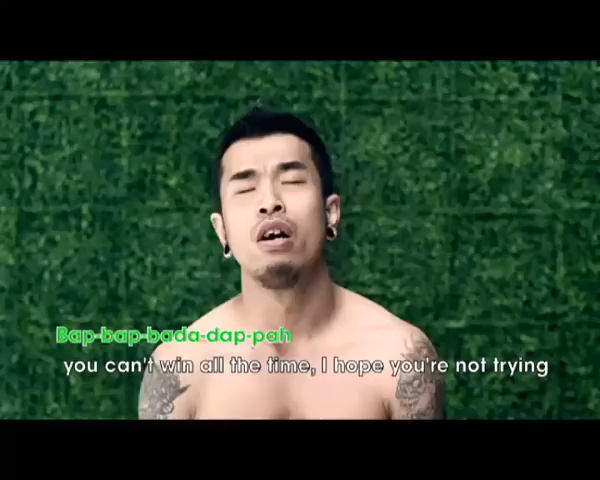 Bap-bap-bada-dap-pah
you can't win all the time, I hope you're not trying